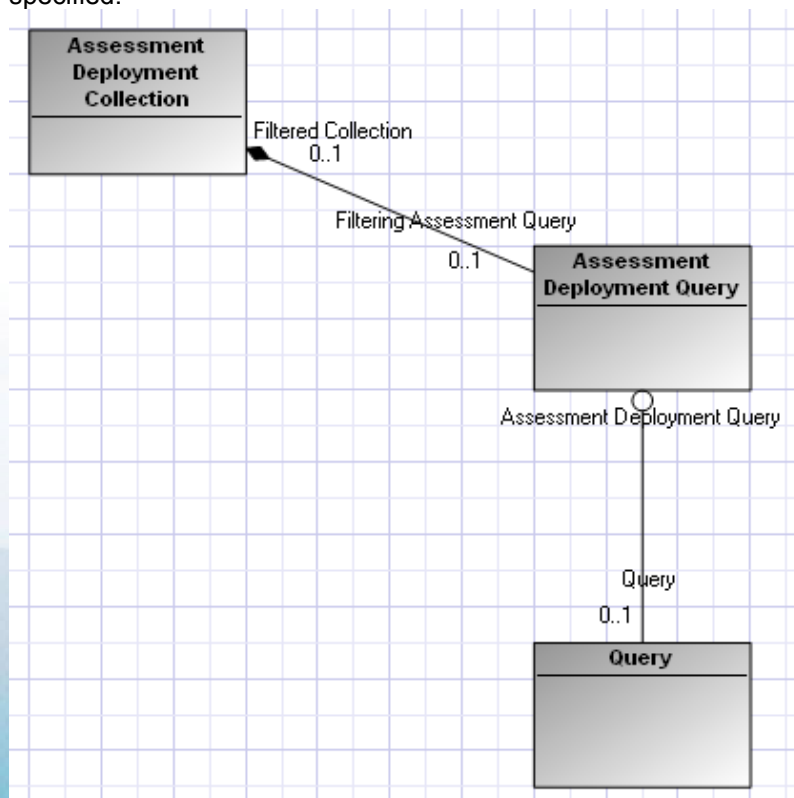 specified.
Assessment
Deployment
Collection
Filtered Collection
0..1
Filtering Assessment Query
0..1
Assessment
Deployment Query
Assessment Deployment Query
Query
0..1
Query